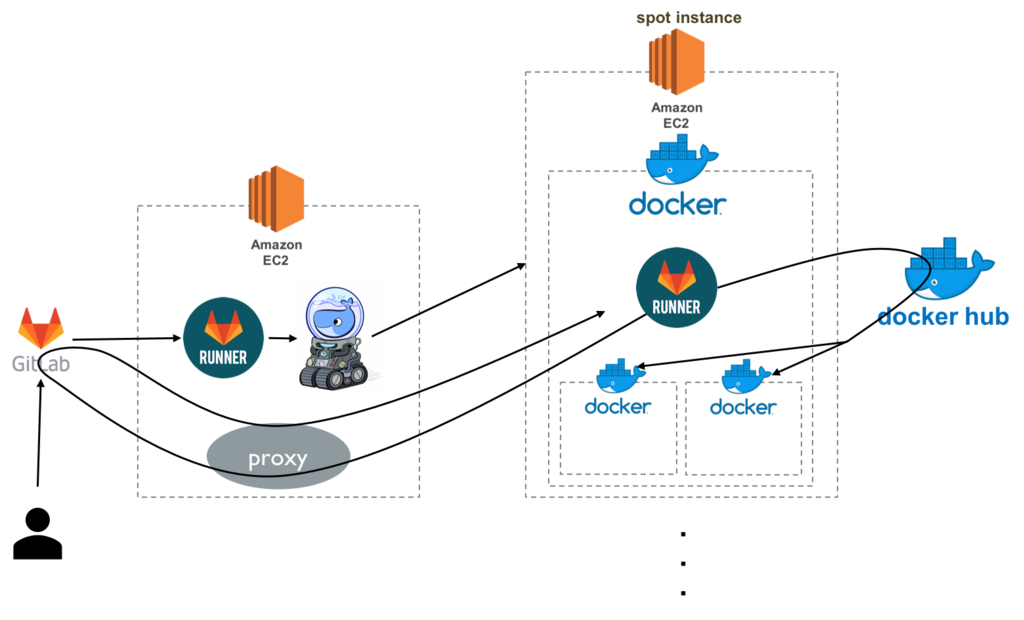 spot instance
Amazon
EC2
docker
Amazon
EC2
RUNNER
RUNNER
docker hub
GitLab
docker
docker
proxy